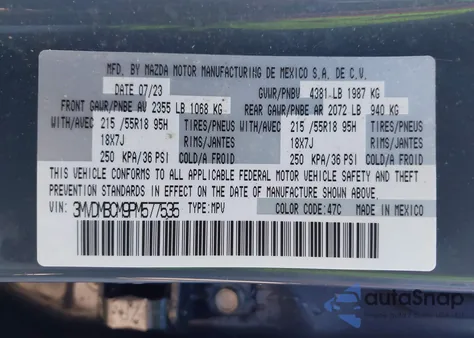 MFD. BY MAZDA MOTOR MANUFACTURING DE MEXICO S.A. DE C.V.
DATE 07/23 GVWR/PNBV 4381 LB 1987 KG
FRONT GAWR/PNBE AV 2355 LB 1068 KG REAR GAWR/PNBE AR 2072 LB 940 KG
WITH/AVEC 215 /55R18 95H TIRES/PNEUS WITH/AVEC 215 /55R18 95H TIRES/PNEUS
18X7J RIMS/JANTES 18X7J RIMS/JANTES
250 KPA/36 PSI COLD/A FROID 250 KPA/36 PSI COLD/A FROID
THIS VEHICLE CONFORMS TO ALL APPLICABLE FEDERAL MOTOR VEHICLE SAFETY AND THEFT
PREVENTION STANDARDS IN EFFECT ON THE DATE OF MANUFACTURE SHOWN ABOVE.
VIN: 3MVDMBCM9PM577535 TYPE: MPV COLOR CODE: 47C MADE IN MEXICO
autoSnap